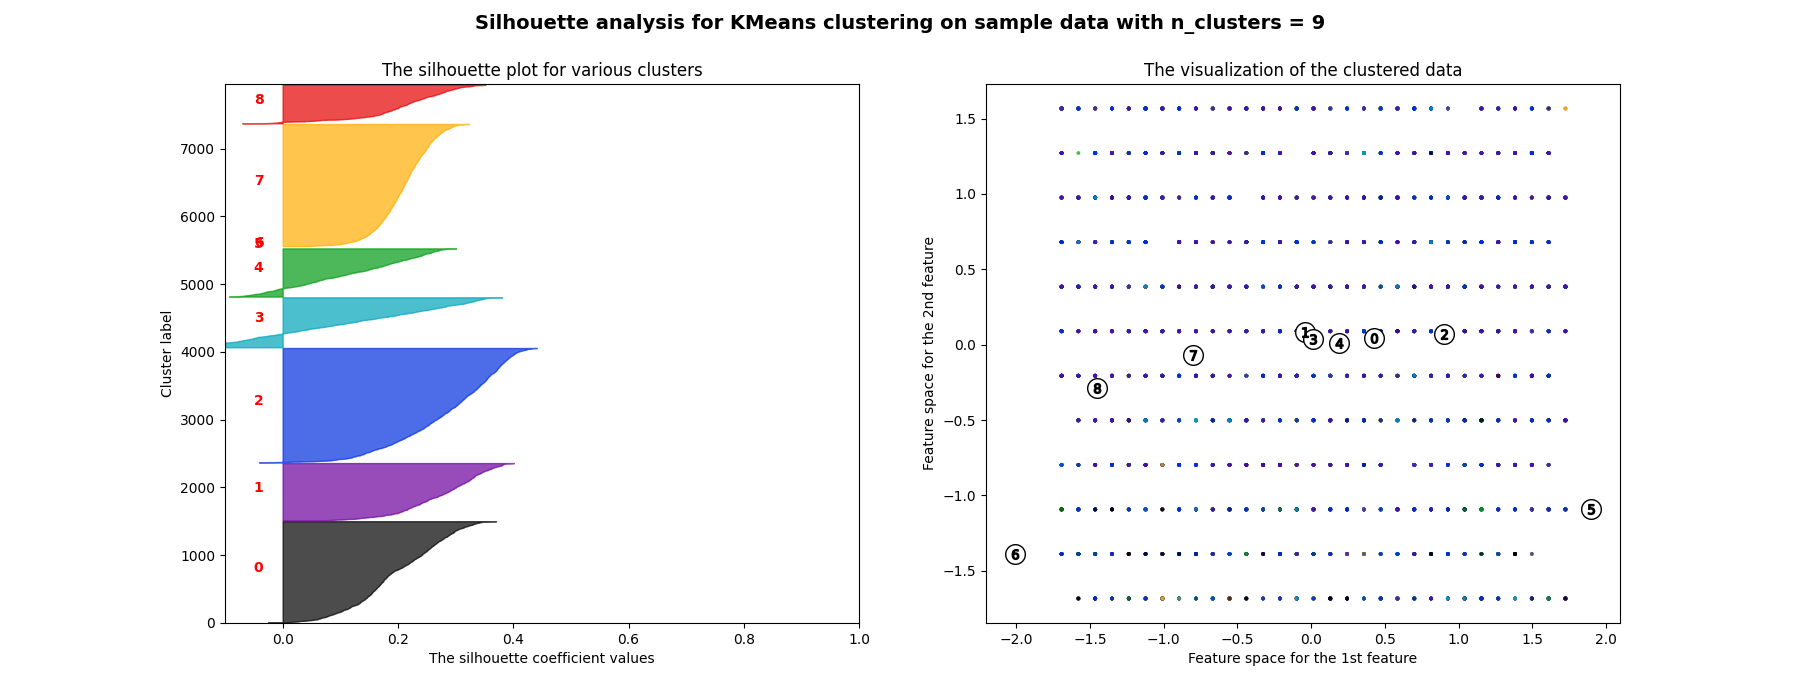 Silhouette analysis for KMeans clustering on sample data with n_clusters = 9
The silhouette plot for various clusters
8
7
6
4
3
2
1
0
7000
6000
5000
4000
3000
2000
1000
0
Cluster label
0.0 0.2 0.4 0.6 0.8 1.0
The silhouette coefficient values
The visualization of the clustered data
1.5
1.0
0.5
0.0
−0.5
−1.0
−1.5
Feature space for the 2nd feature
1 3 4 0 2
7
8
5
6
−2.0 −1.5 −1.0 −0.5 0.0 0.5 1.0 1.5 2.0
Feature space for the 1st feature